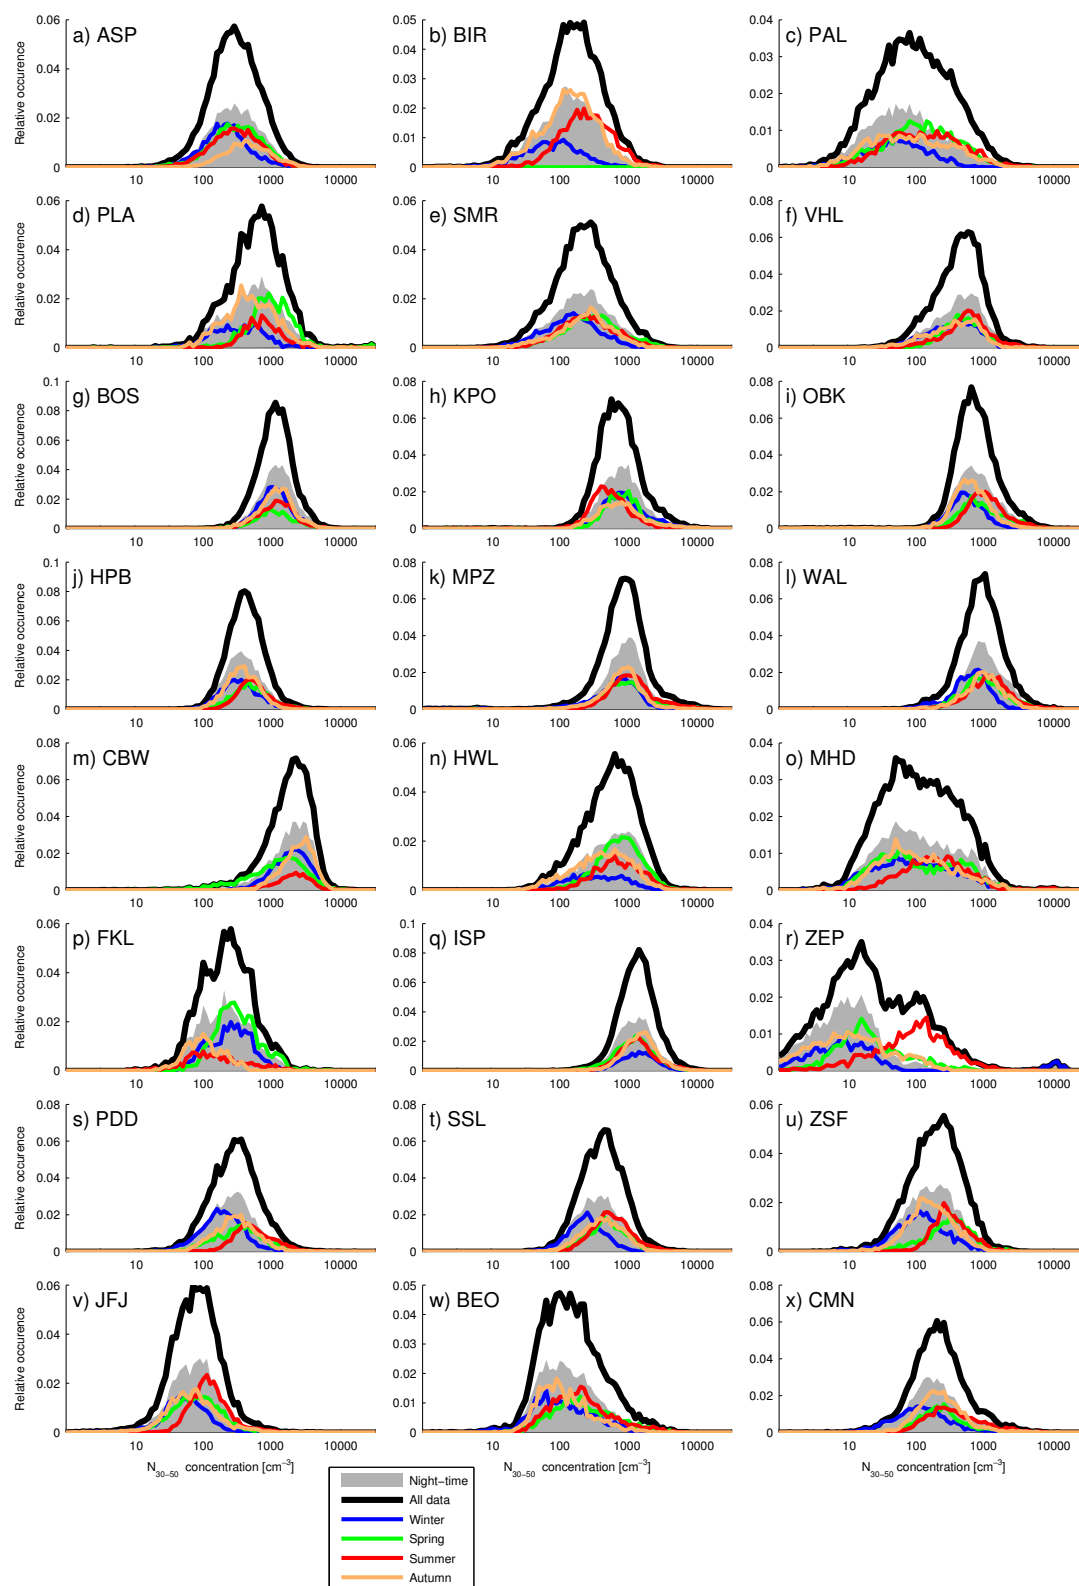 a) ASP
b) BIR
c) PAL
Relative occurence
0.06
0.04
0.02
0
10 100 1000 10000
0.05
0.04
0.03
0.02
0.01
0
10 100 1000 10000
0.04
0.03
0.02
0.01
0
10 100 1000 10000
d) PLA
e) SMR
f) VHL
Relative occurence
0.06
0.04
0.02
0
10 100 1000 10000
0.06
0.04
0.02
0
10 100 1000 10000
0.08
0.06
0.04
0.02
0
10 100 1000 10000
g) BOS
h) KPO
i) OBK
Relative occurence
0.1
0.08
0.06
0.04
0.02
0
10 100 1000 10000
0.08
0.06
0.04
0.02
0
10 100 1000 10000
0.08
0.06
0.04
0.02
0
10 100 1000 10000
j) HPB
k) MPZ
l) WAL
Relative occurence
0.1
0.08
0.06
0.04
0.02
0
10 100 1000 10000
0.08
0.06
0.04
0.02
0
10 100 1000 10000
0.08
0.06
0.04
0.02
0
10 100 1000 10000
m) CBW
n) HWL
o) MHD
Relative occurence
0.08
0.06
0.04
0.02
0
10 100 1000 10000
0.06
0.04
0.02
0
10 100 1000 10000
0.04
0.03
0.02
0.01
0
10 100 1000 10000
p) FKL
q) ISP
r) ZEP
Relative occurence
0.06
0.04
0.02
0
10 100 1000 10000
0.1
0.08
0.06
0.04
0.02
0
10 100 1000 10000
0.04
0.03
0.02
0.01
0
10 100 1000 10000
s) PDD
t) SSL
u) ZSF
Relative occurence
0.08
0.06
0.04
0.02
0
10 100 1000 10000
0.08
0.06
0.04
0.02
0
10 100 1000 10000
0.06
0.04
0.02
0
10 100 1000 10000
v) JFJ
w) BEO
x) CMN
Relative occurence
0.06
0.04
0.02
0
10 100 1000 10000
0.05
0.04
0.03
0.02
0.01
0
10 100 1000 10000
0.08
0.06
0.04
0.02
0
10 100 1000 10000
N30−50 concentration [cm−3]
N30−50 concentration [cm−3]
N30−50 concentration [cm−3]
Night−time
All data
Winter
Spring
Summer
Autumn